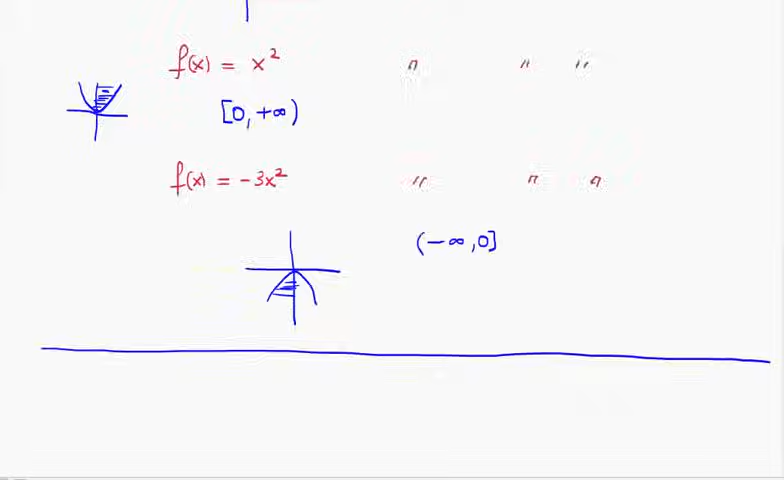 f(x) = x²   〃   〃   〃
[0, +∞)
f(x) = -3x²   〃   〃   〃
(-∞, 0]